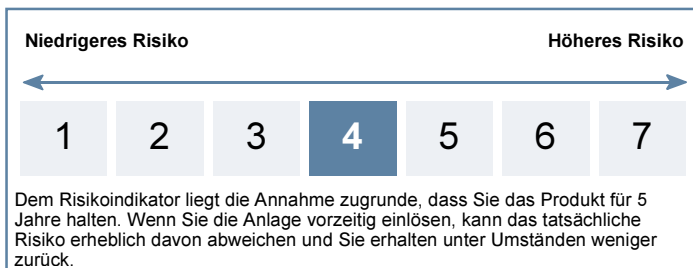 Niedrigeres Risiko Höheres Risiko
1 2 3 4 5 6 7
Dem Risikoindikator liegt die Annahme zugrunde, dass Sie das Produkt für 5
Jahre halten. Wenn Sie die Anlage vorzeitig einlösen, kann das tatsächliche
Risiko erheblich davon abweichen und Sie erhalten unter Umständen weniger
zurück.